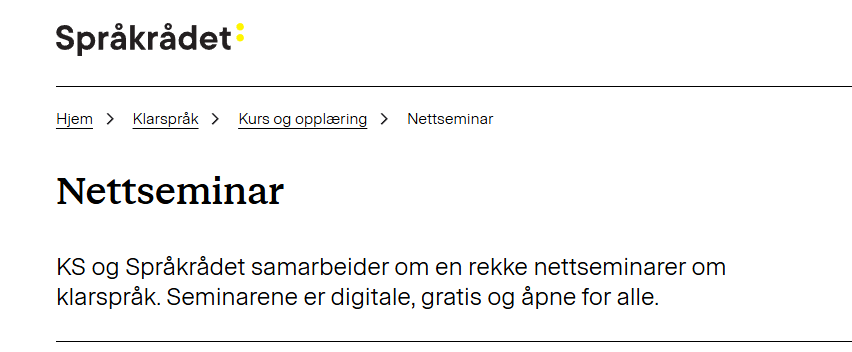 Språkrådet:
Hjem > Klarspråk > Kurs og opplæring > Nettseminar
Nettseminar
KS og Språkrådet samarbeider om en rekke nettseminarer om
klarspråk. Seminarene er digitale, gratis og åpne for alle.